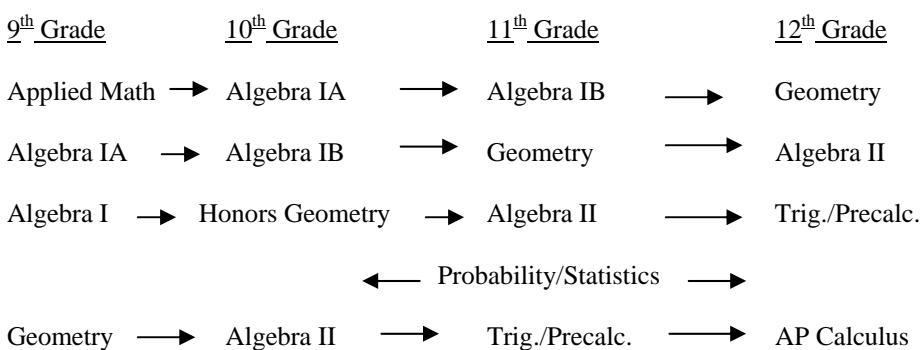 9th Grade 10th Grade 11th Grade 12th Grade
Applied Math Algebra IA Algebra IB Geometry
Algebra IA Algebra IB Geometry Algebra II
Algebra I Honors Geometry Algebra II Trig./Precalc.
Probability/Statistics
Geometry Algebra II Trig./Precalc. AP Calculus